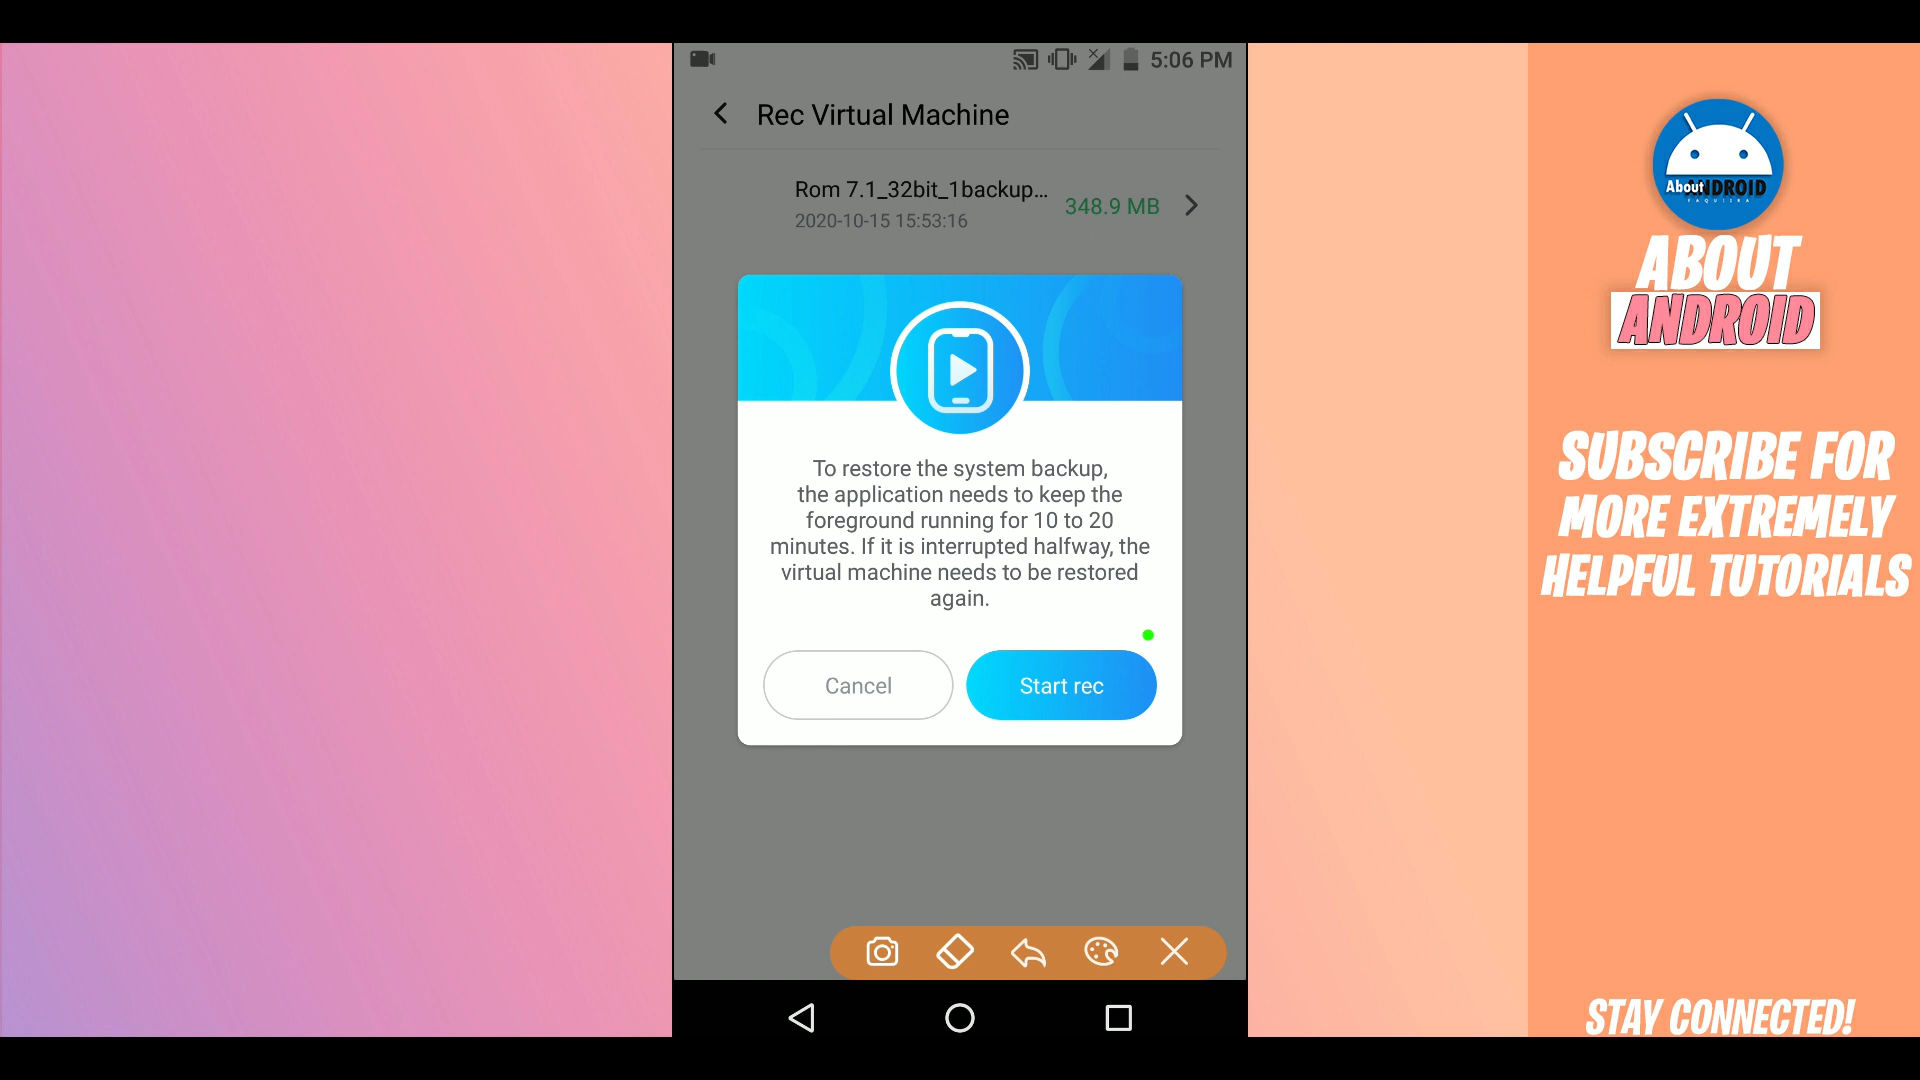 5:06 PM
Rec Virtual Machine
Rom 7.1_32bit_1backup...
348.9 MB
2020-10-15 15:53:16
To restore the system backup,
the application needs to keep the
foreground running for 10 to 20
minutes. If it is interrupted halfway, the
virtual machine needs to be restored
again.
Cancel
Start rec
About ANDROID
FAQUIIRA
ABOUT
ANDROID
SUBSCRIBE FOR
MORE EXTREMELY
HELPFUL TUTORIALS
STAY CONNECTED!